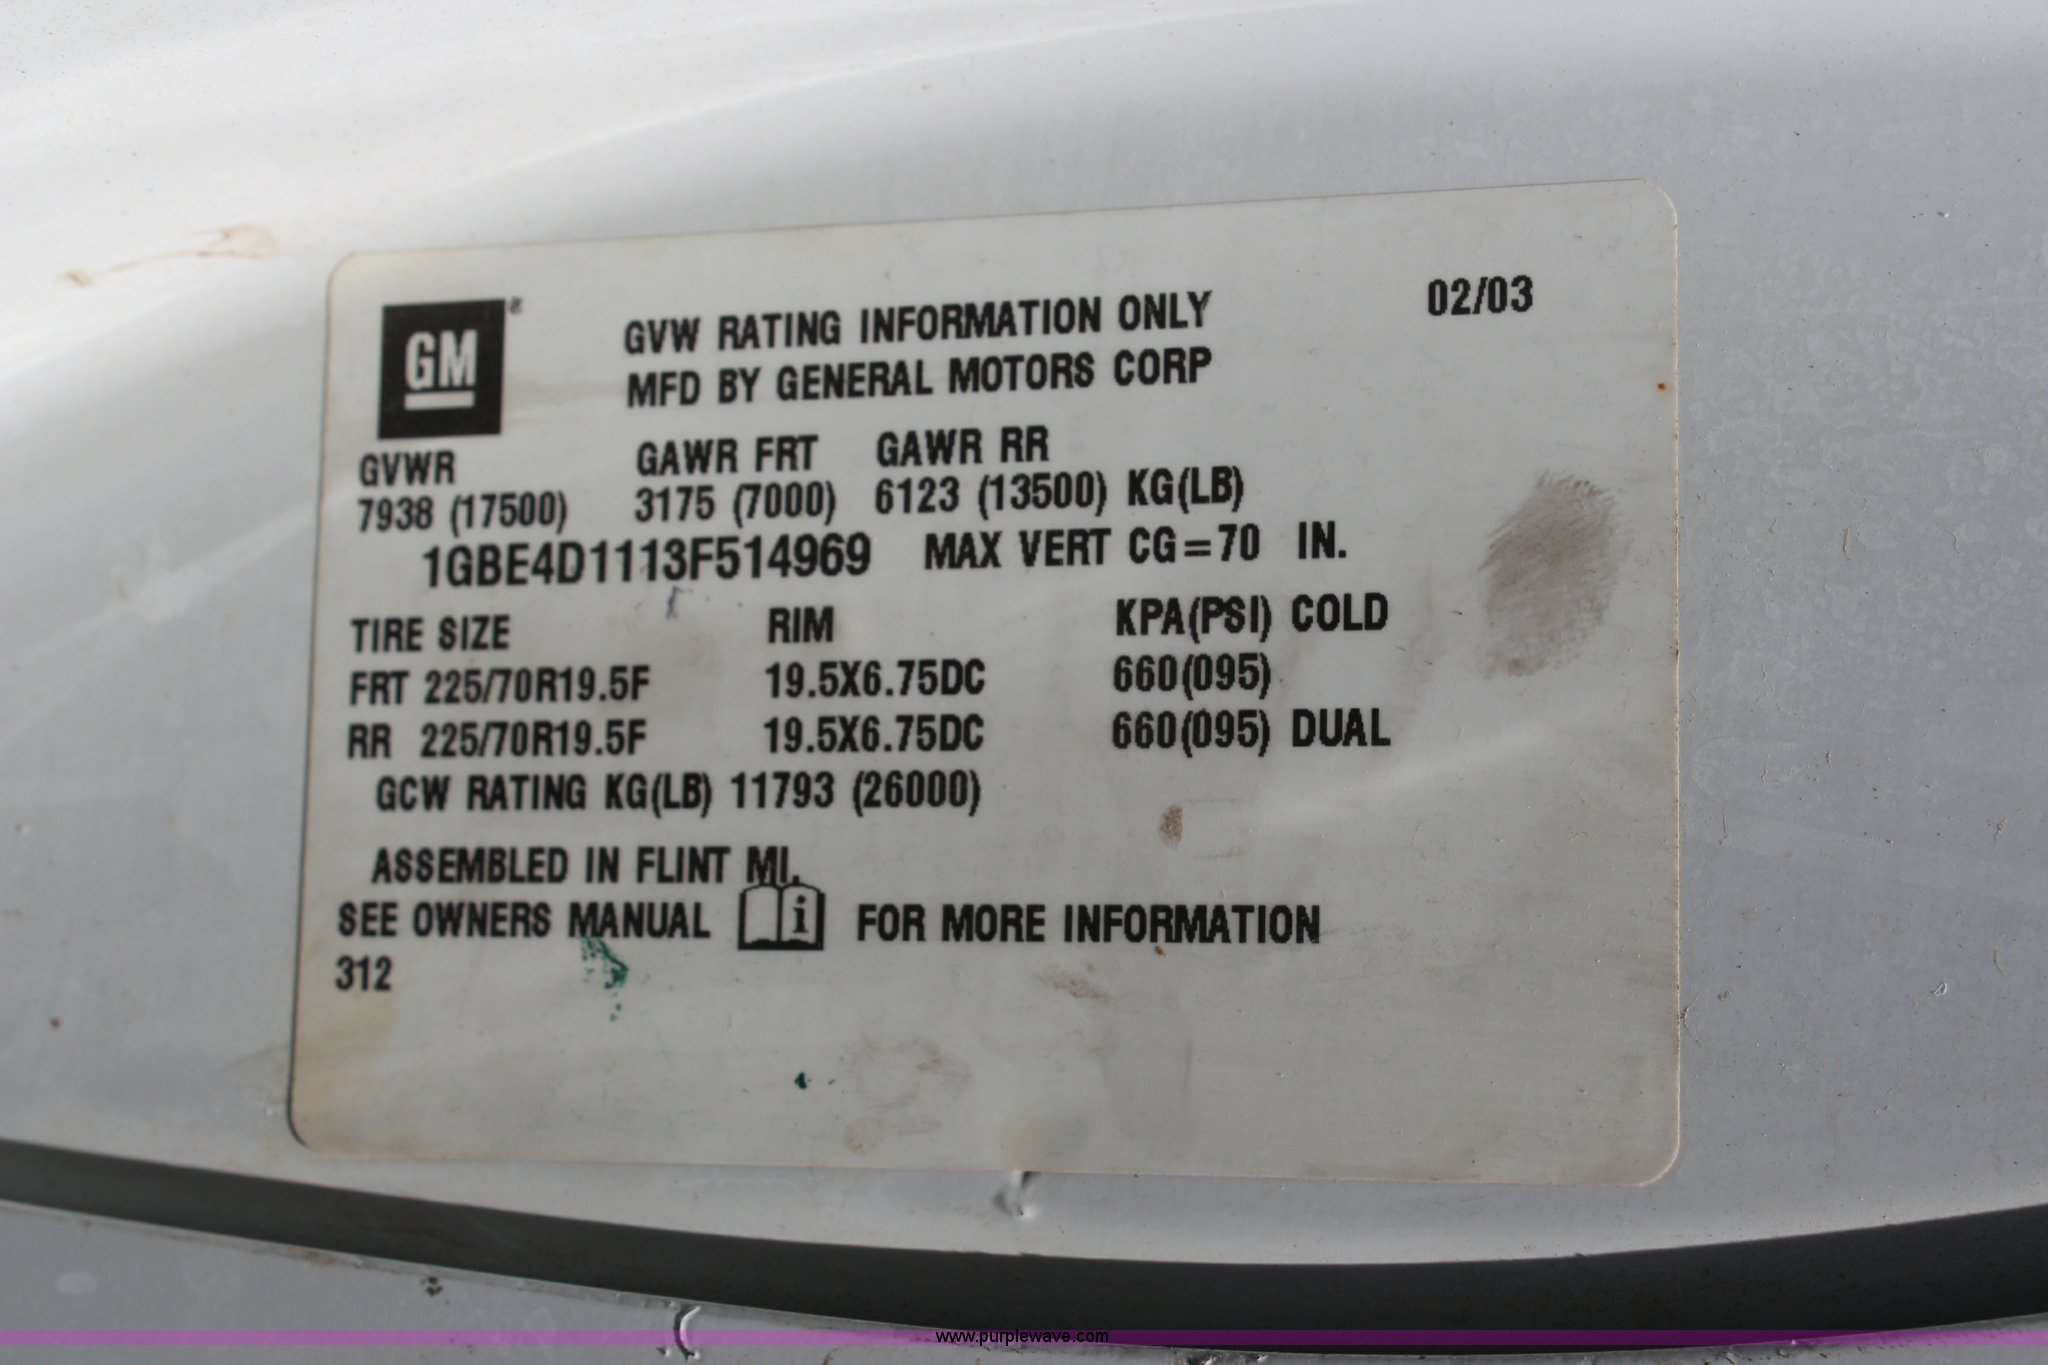 GM
GVW RATING INFORMATION ONLY
02/03
MFD BY GENERAL MOTORS CORP
GVWR GAWR FRT GAWR RR
7938 (17500) 3175 (7000) 6123 (13500) KG(LB)
1GBE4D1113F514969 MAX VERT CG=70 IN.
TIRE SIZE RIM KPA(PSI) COLD
FRT 225/70R19.5F 19.5X6.75DC 660(095)
RR 225/70R19.5F 19.5X6.75DC 660(095) DUAL
GCW RATING KG(LB) 11793 (26000)
ASSEMBLED IN FLINT MI.
SEE OWNERS MANUAL i FOR MORE INFORMATION
312
www.purplewave.com